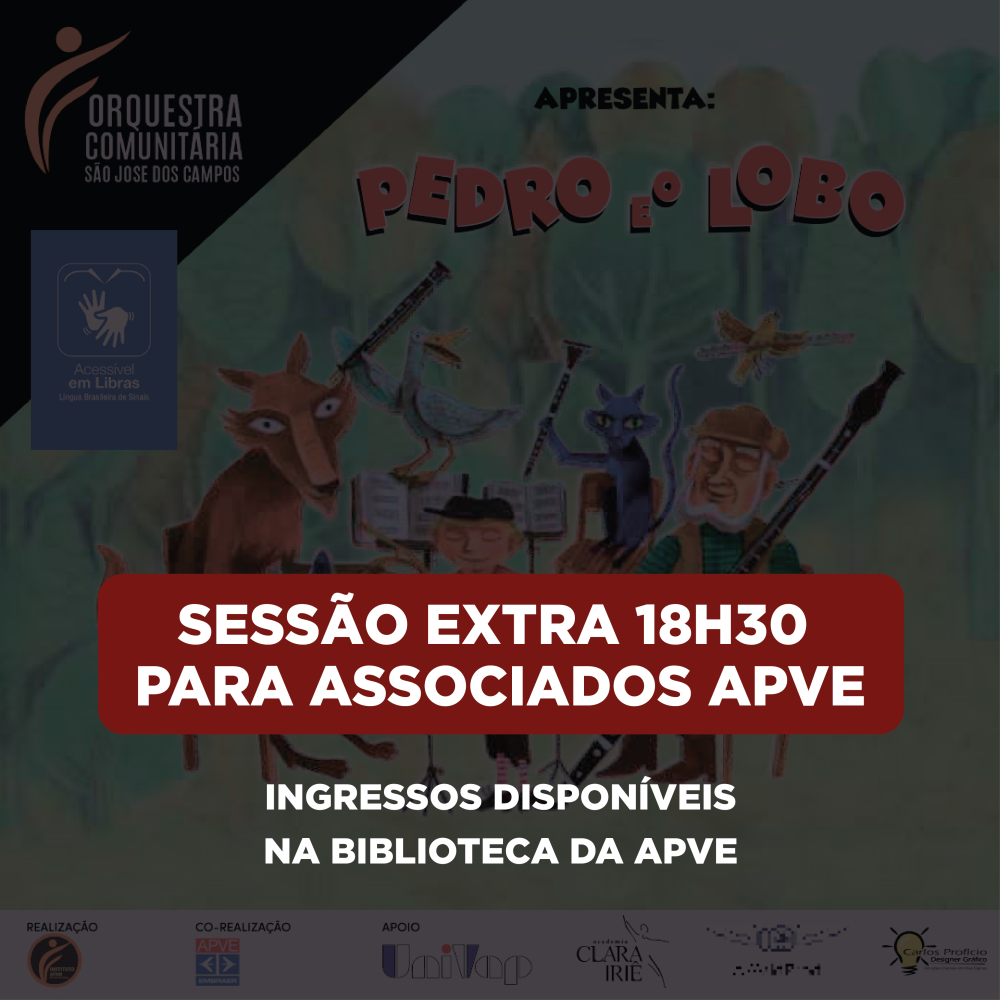 ORQUESTRA
COMUNITÁRIA
SÃO JOSE DOS CAMPOS
APRESENTA:
PEDRO E O LOBO
Acessível
em Libras
Língua Brasileira de Sinais
SESSÃO EXTRA 18H30
PARA ASSOCIADOS APVE
INGRESSOS DISPONÍVEIS
NA BIBLIOTECA DA APVE
REALIZAÇÃO
CO-REALIZAÇÃO
APVE
EMBRAER
APOIO
UniVap
academia
CLARA
IRIE
Carlos Profício
Designer Gráfico